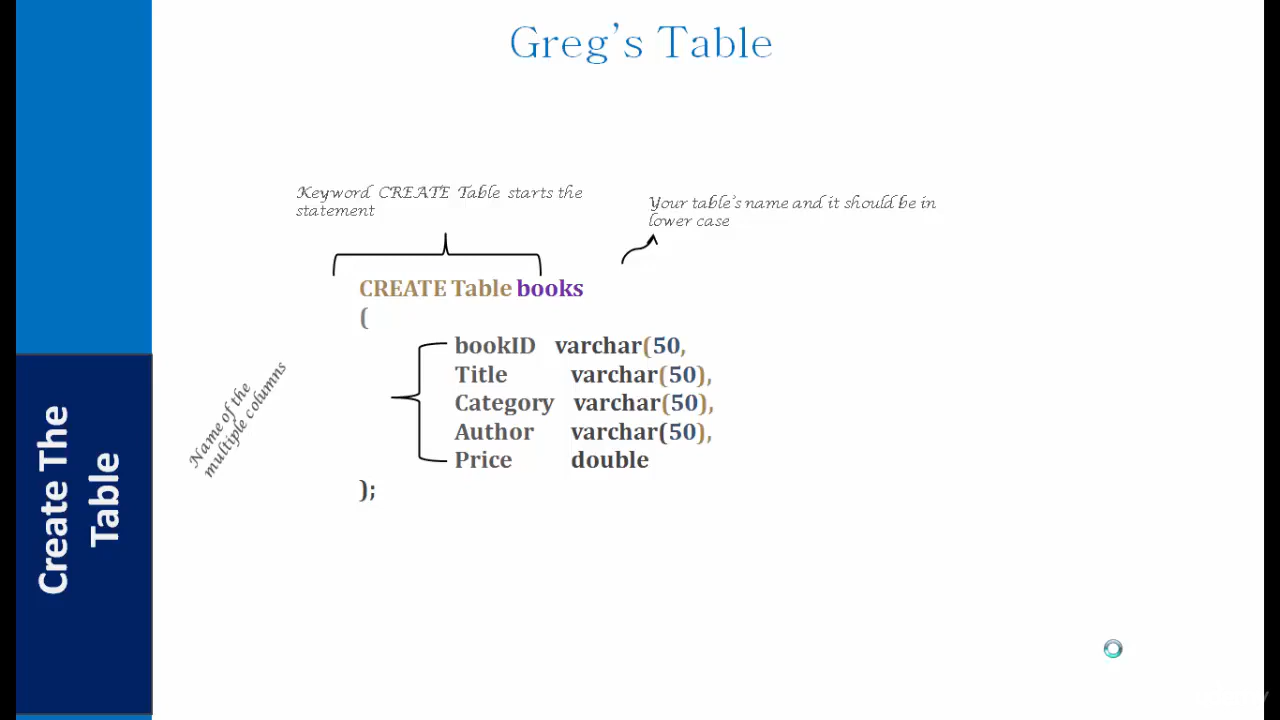 Greg's Table
Keyword CREATE Table starts the
statement
Your table's name and it should be in
lower case
CREATE Table books
(
bookID varchar(50,
Title varchar(50),
Category varchar(50),
Author varchar(50),
Price double
);
Name of the
multiple columns
Create The
Table